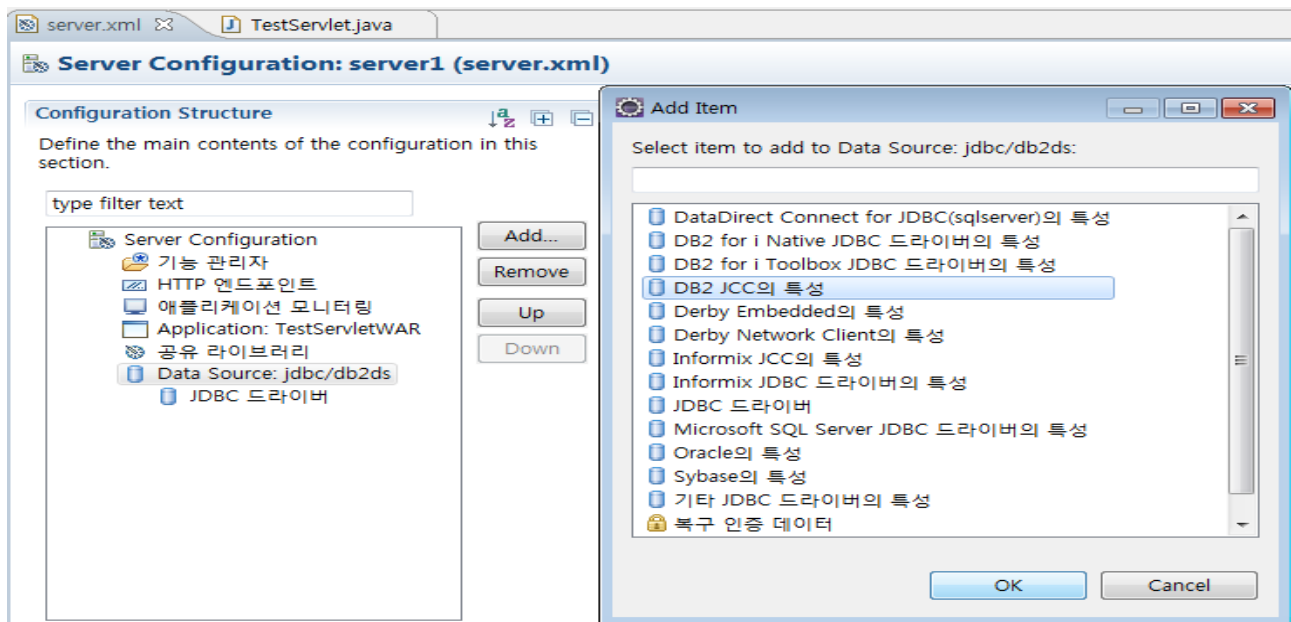 server.xml
TestServlet.java
Server Configuration: server1 (server.xml)
Configuration Structure
Define the main contents of the configuration in this
section.
type filter text
Server Configuration
기능 관리자
HTTP 엔드포인트
애플리케이션 모니터링
Application: TestServletWAR
공유 라이브러리
Data Source: jdbc/db2ds
JDBC 드라이버
Add...
Remove
Up
Down
Add Item
Select item to add to Data Source: jdbc/db2ds:
DataDirect Connect for JDBC(sqlserver)의 특성
DB2 for i Native JDBC 드라이버의 특성
DB2 for i Toolbox JDBC 드라이버의 특성
DB2 JCC의 특성
Derby Embedded의 특성
Derby Network Client의 특성
Informix JCC의 특성
Informix JDBC 드라이버의 특성
JDBC 드라이버
Microsoft SQL Server JDBC 드라이버의 특성
Oracle의 특성
Sybase의 특성
기타 JDBC 드라이버의 특성
복구 인증 데이터
OK
Cancel